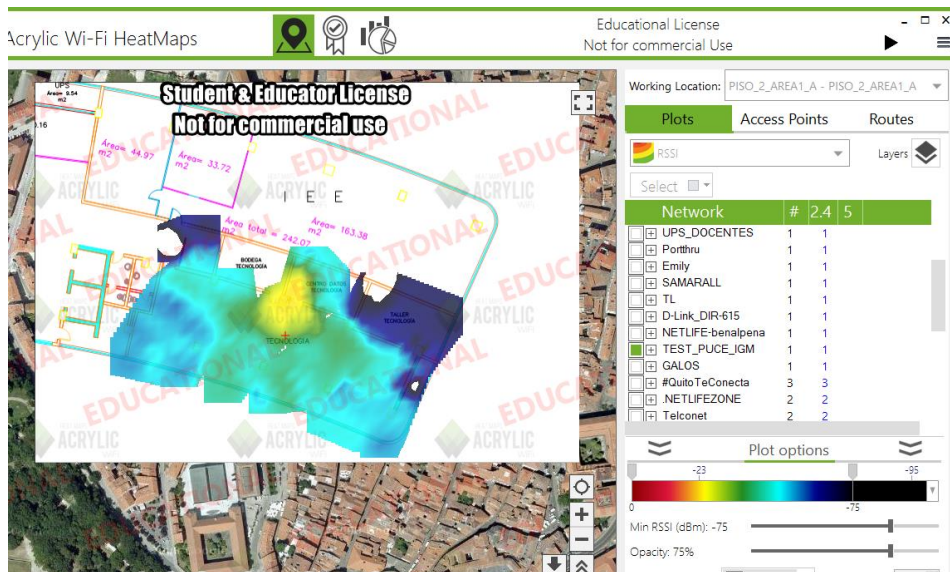 Acrylic Wi-Fi HeatMaps
Educational License
Not for commercial Use
Student & Educator License
Not for commercial use
UPS
Area= 9.54
m2
0.16
Area= 44.97
m2
Area= 33.72
m2
I E E
Area total = 242.07
m2
Area= 163.38
m2
BODEGA
TECNOLOGIA
CENTRO DATOS
TECNOLOGIA
TALLER
TECNOLOGIA
TECNOLOGIA
EDUCATIONAL
ACRYLIC
WIFI
Working Location: PISO_2_AREA1_A - PISO_2_AREA1_A
Plots Access Points Routes
RSSI Layers
Select
Network # 2.4 5
UPS_DOCENTES 1 1
Portthru 1 1
Emily 1 1
SAMARALL 1 1
TL 1 1
D-Link_DIR-615 1 1
NETLIFE-benalpena 1 1
TEST_PUCE_IGM 1 1
GALOS 1 1
#QuitoTeConecta 3 3
.NETLIFEZONE 2 2
Telconet 2 2
Plot options
-23 -95
0 -75
Min RSSI (dBm): -75
Opacity: 75%